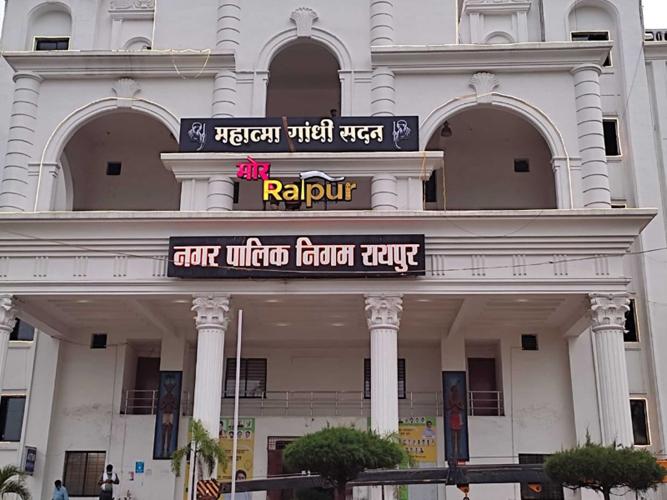 महात्मा गांधी सदन
मोर
Raipur
नगर पालिक निगम रायपुर